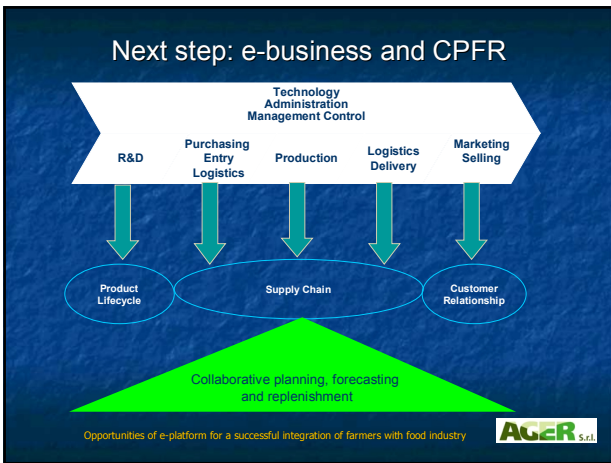 Next step: e-business and CPFR
Technology
Administration
Management Control
R&D
Purchasing
Entry
Logistics
Production
Logistics
Delivery
Marketing
Selling
Product
Lifecycle
Supply Chain
Customer
Relationship
Collaborative planning, forecasting
and replenishment
Opportunities of e-platform for a successful integration of farmers with food industry
AGER S.r.l.